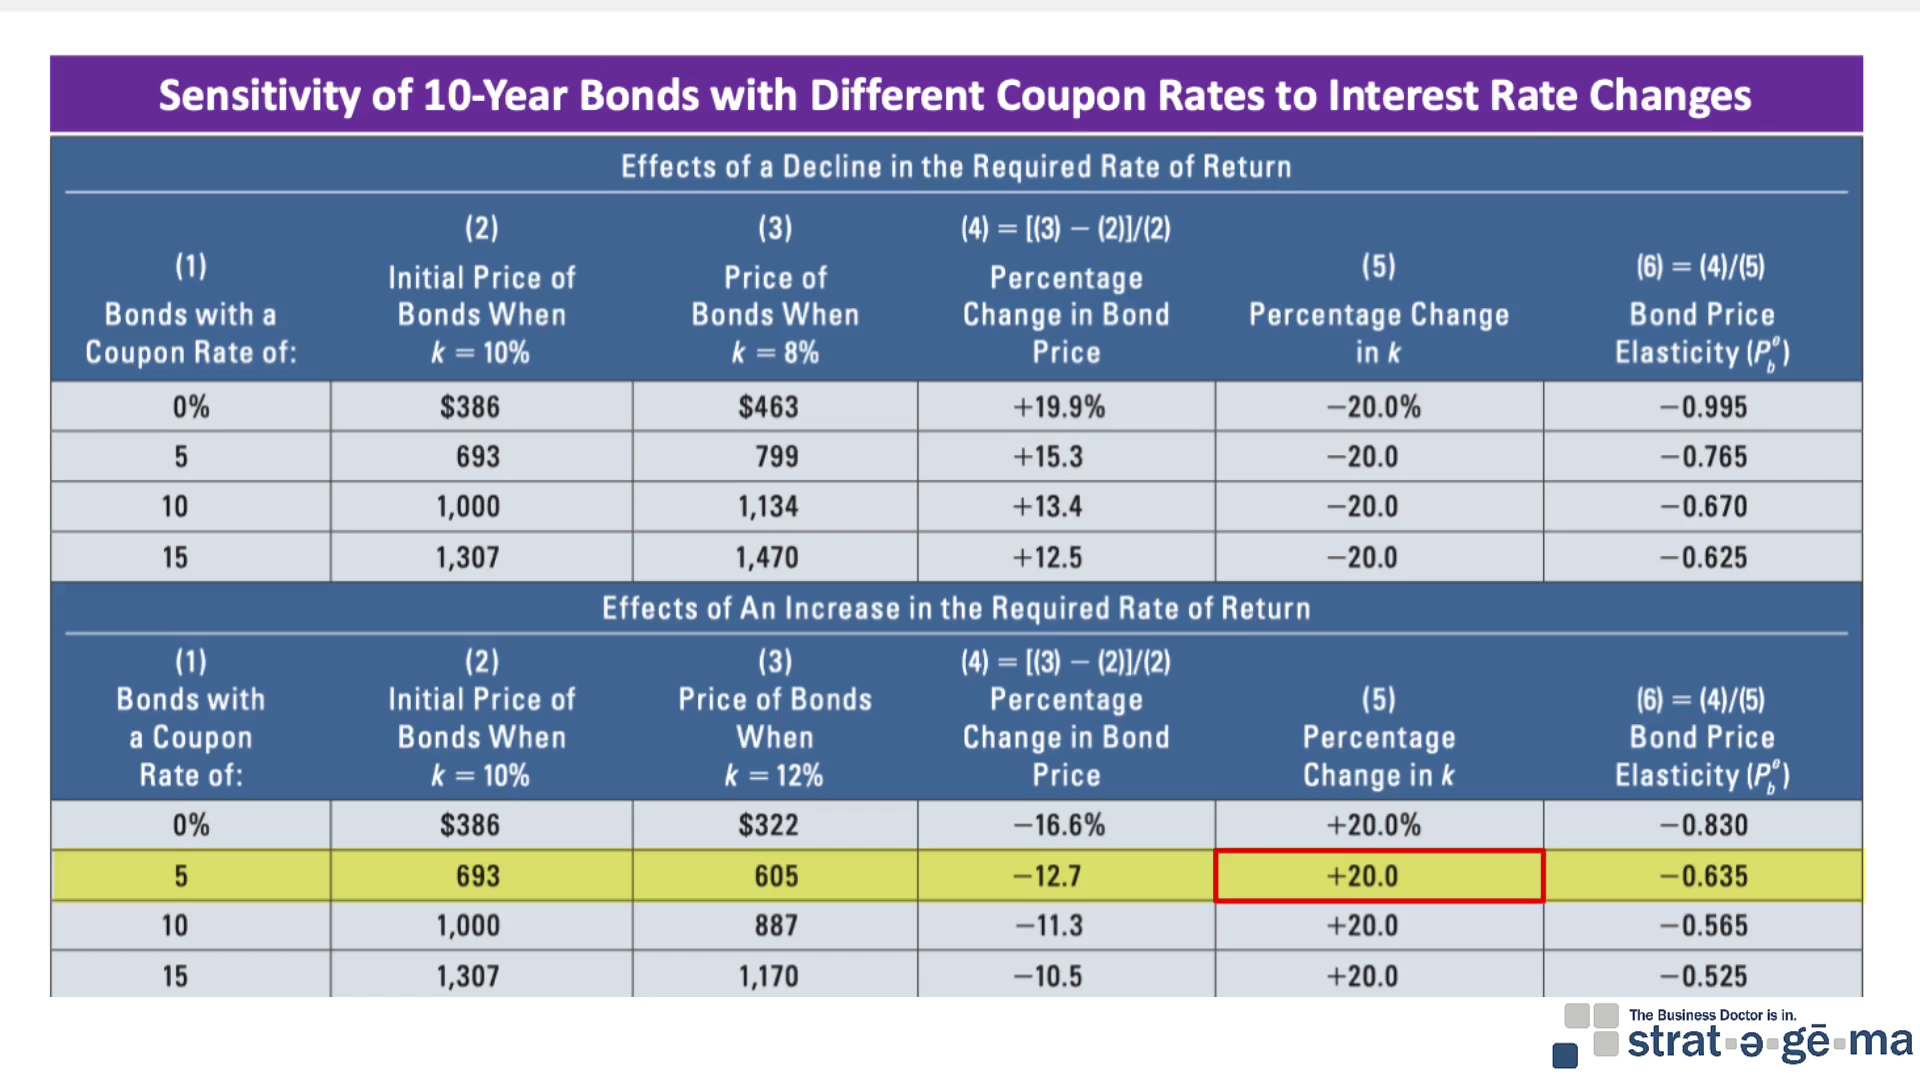 Sensitivity of 10-Year Bonds with Different Coupon Rates to Interest Rate Changes
Effects of a Decline in the Required Rate of Return
(1)
Bonds with a
Coupon Rate of:
(2)
Initial Price of
Bonds When
k = 10%
(3)
Price of
Bonds When
k = 8%
(4) = [(3) − (2)]/(2)
Percentage
Change in Bond
Price
(5)
Percentage Change
in k
(6) = (4)/(5)
Bond Price
Elasticity (P_b^e)
0% $386 $463 +19.9% −20.0% −0.995
5 693 799 +15.3 −20.0 −0.765
10 1,000 1,134 +13.4 −20.0 −0.670
15 1,307 1,470 +12.5 −20.0 −0.625
Effects of An Increase in the Required Rate of Return
(1)
Bonds with
a Coupon
Rate of:
(2)
Initial Price of
Bonds When
k = 10%
(3)
Price of Bonds
When
k = 12%
(4) = [(3) − (2)]/(2)
Percentage
Change in Bond
Price
(5)
Percentage
Change in k
(6) = (4)/(5)
Bond Price
Elasticity (P_b^e)
0% $386 $322 −16.6% +20.0% −0.830
5 693 605 −12.7 +20.0 −0.635
10 1,000 887 −11.3 +20.0 −0.565
15 1,307 1,170 −10.5 +20.0 −0.525
The Business Doctor is in.
strat-ə-gē-ma